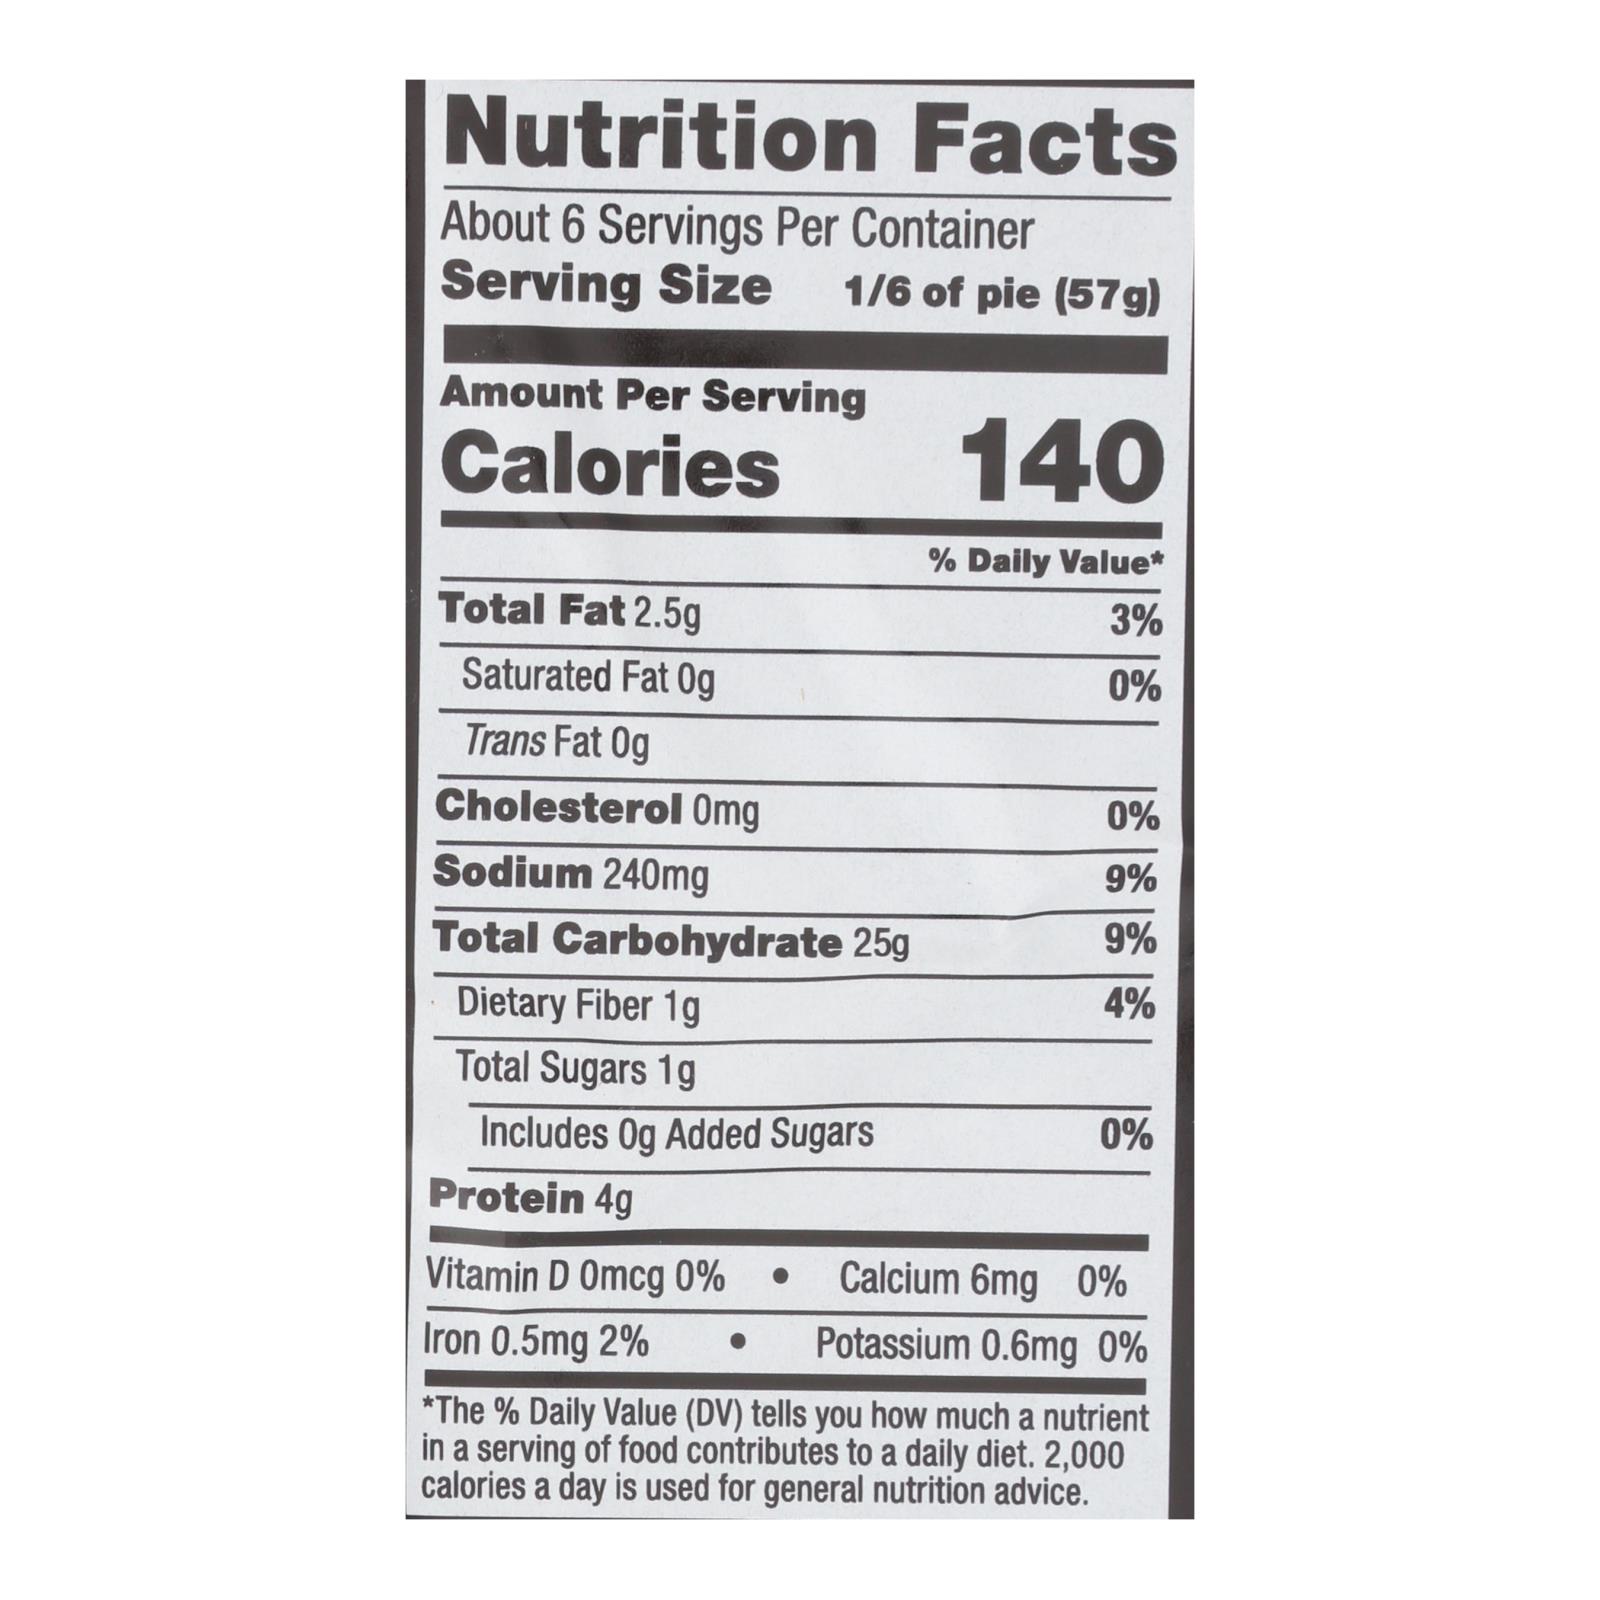 Nutrition Facts
About 6 Servings Per Container
Serving Size 1/6 of pie (57g)
Amount Per Serving
Calories 140
% Daily Value*
Total Fat 2.5g 3%
Saturated Fat 0g 0%
Trans Fat 0g
Cholesterol 0mg 0%
Sodium 240mg 9%
Total Carbohydrate 25g 9%
Dietary Fiber 1g 4%
Total Sugars 1g
Includes 0g Added Sugars 0%
Protein 4g
Vitamin D 0mcg 0% • Calcium 6mg 0%
Iron 0.5mg 2% • Potassium 0.6mg 0%
*The % Daily Value (DV) tells you how much a nutrient
in a serving of food contributes to a daily diet. 2,000
calories a day is used for general nutrition advice.